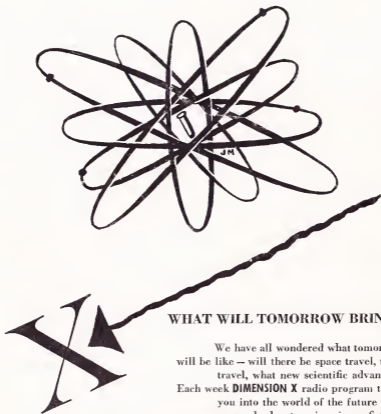 JM
X
WHAT WILL TOMORROW BRIN
We have all wondered what tomor
will be like — will there be space travel, t
travel, what new scientific advan
Each week DIMENSION X radio program t
you into the world of the future